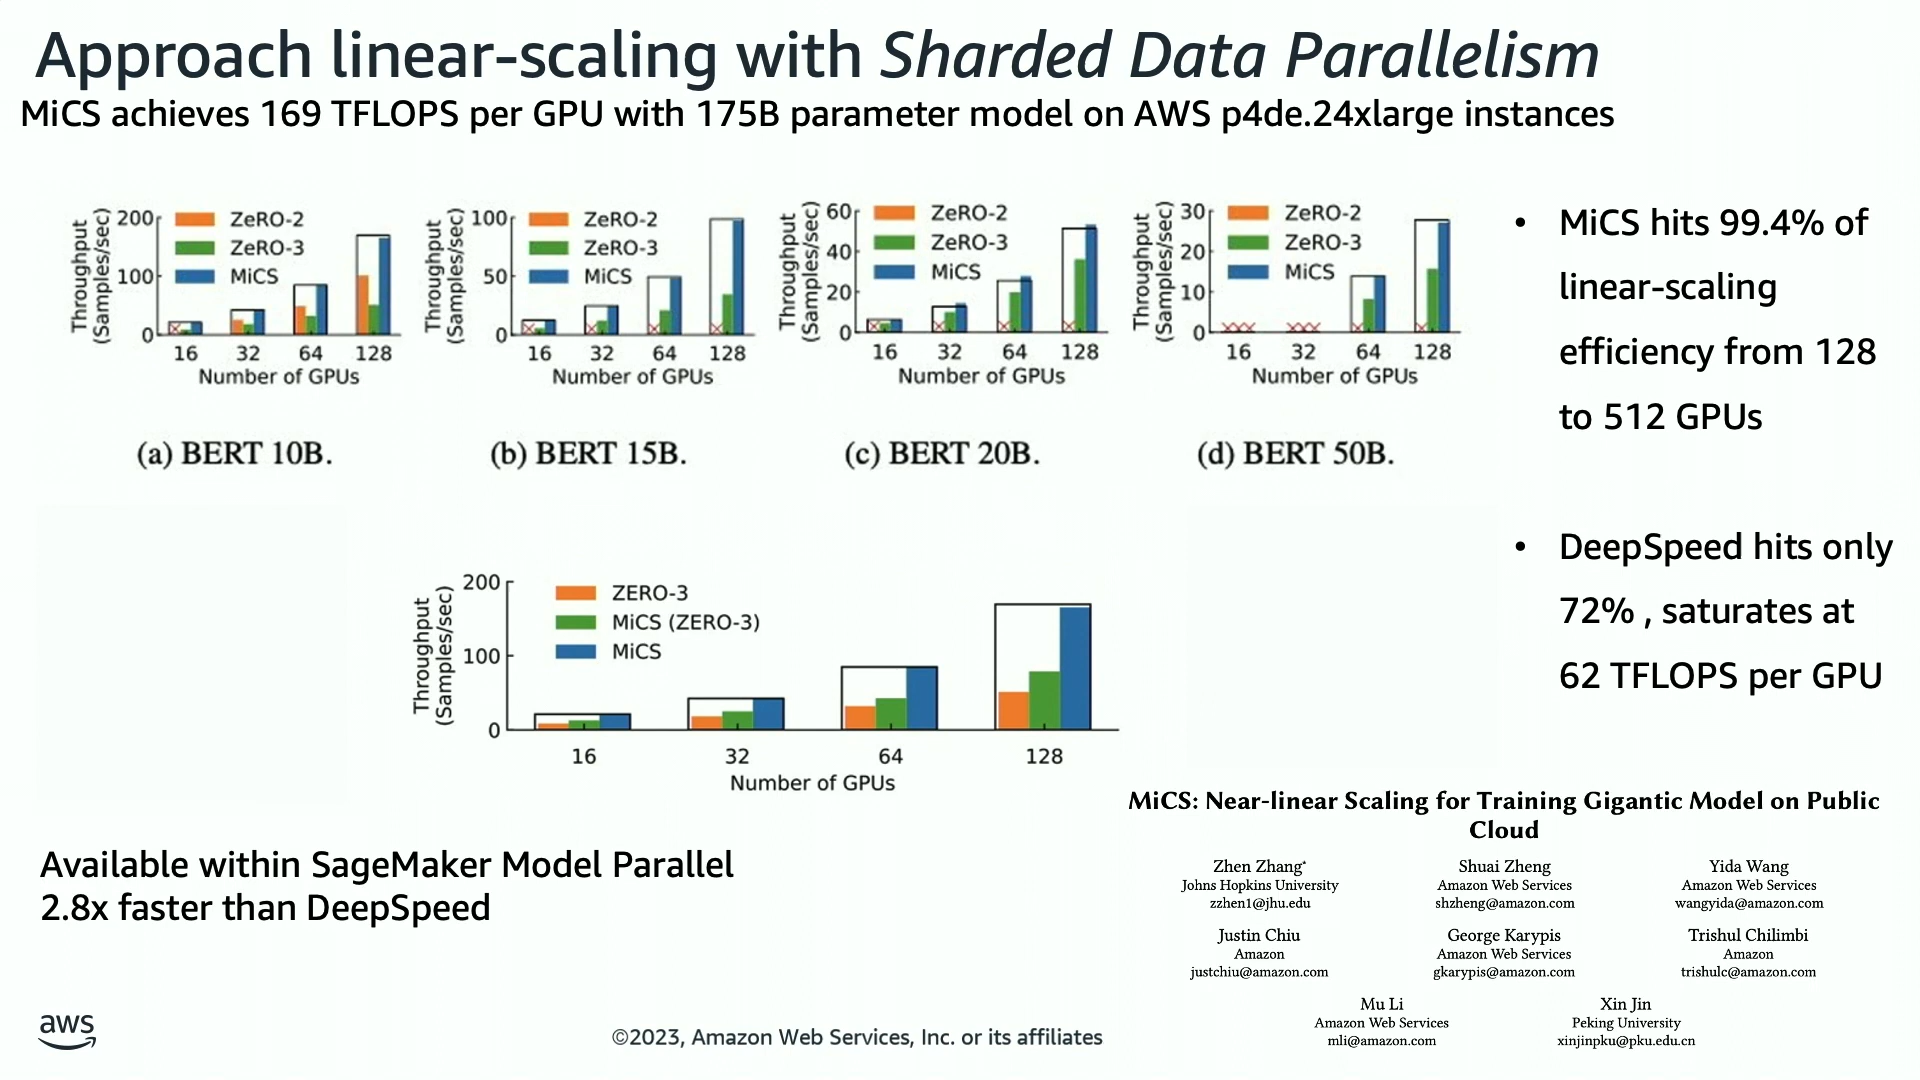 Approach linear-scaling with Sharded Data Parallelism
MiCS achieves 169 TFLOPS per GPU with 175B parameter model on AWS p4de.24xlarge instances
Throughput
(Samples/sec)
200
100
0
ZeRO-2
ZeRO-3
MiCS
16 32 64 128
Number of GPUs
(a) BERT 10B.
Throughput
(Samples/sec)
100
50
0
ZeRO-2
ZeRO-3
MiCS
16 32 64 128
Number of GPUs
(b) BERT 15B.
Throughput
(Samples/sec)
60
40
20
0
ZeRO-2
ZeRO-3
MiCS
16 32 64 128
Number of GPUs
(c) BERT 20B.
Throughput
(Samples/sec)
30
20
10
0
ZeRO-2
ZeRO-3
MiCS
16 32 64 128
Number of GPUs
(d) BERT 50B.
• MiCS hits 99.4% of
linear-scaling
efficiency from 128
to 512 GPUs
• DeepSpeed hits only
72% , saturates at
62 TFLOPS per GPU
Throughput
(Samples/sec)
200
100
0
ZERO-3
MiCS (ZERO-3)
MiCS
16 32 64 128
Number of GPUs
MiCS: Near-linear Scaling for Training Gigantic Model on Public
Cloud
Zhen Zhang*
Johns Hopkins University
zzhen1@jhu.edu
Shuai Zheng
Amazon Web Services
shzheng@amazon.com
Yida Wang
Amazon Web Services
wangyida@amazon.com
Justin Chiu
Amazon
justchiu@amazon.com
George Karypis
Amazon Web Services
gkarypis@amazon.com
Trishul Chilimbi
Amazon
trishulc@amazon.com
Mu Li
Amazon Web Services
mli@amazon.com
Xin Jin
Peking University
xinjinpku@pku.edu.cn
Available within SageMaker Model Parallel
2.8x faster than DeepSpeed
aws
©2023, Amazon Web Services, Inc. or its affiliates